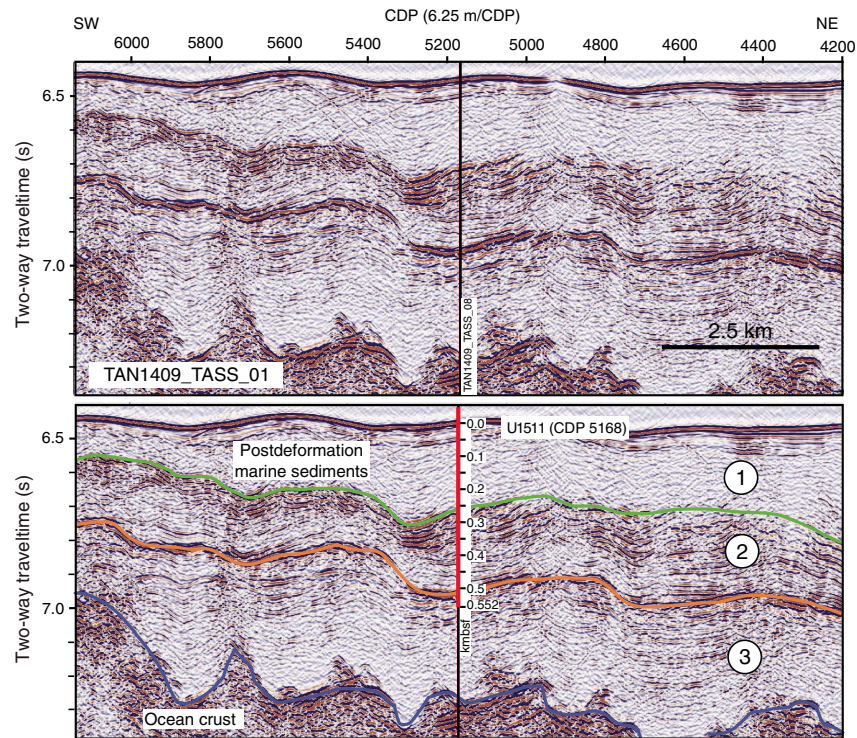 CDP (6.25 m/CDP)
SW
NE
6000 5800 5600 5400 5200 5000 4800 4600 4400 4200
6.5
7.0
Two-way traveltime (s)
TAN1409_TASS_08
2.5 km
TAN1409_TASS_01
6.5
7.0
Two-way traveltime (s)
Postdeformation
marine sediments
0.0
0.1
0.2
0.3
0.4
0.5
0.552
kmbsf
U1511 (CDP 5168)
1
2
3
Ocean crust